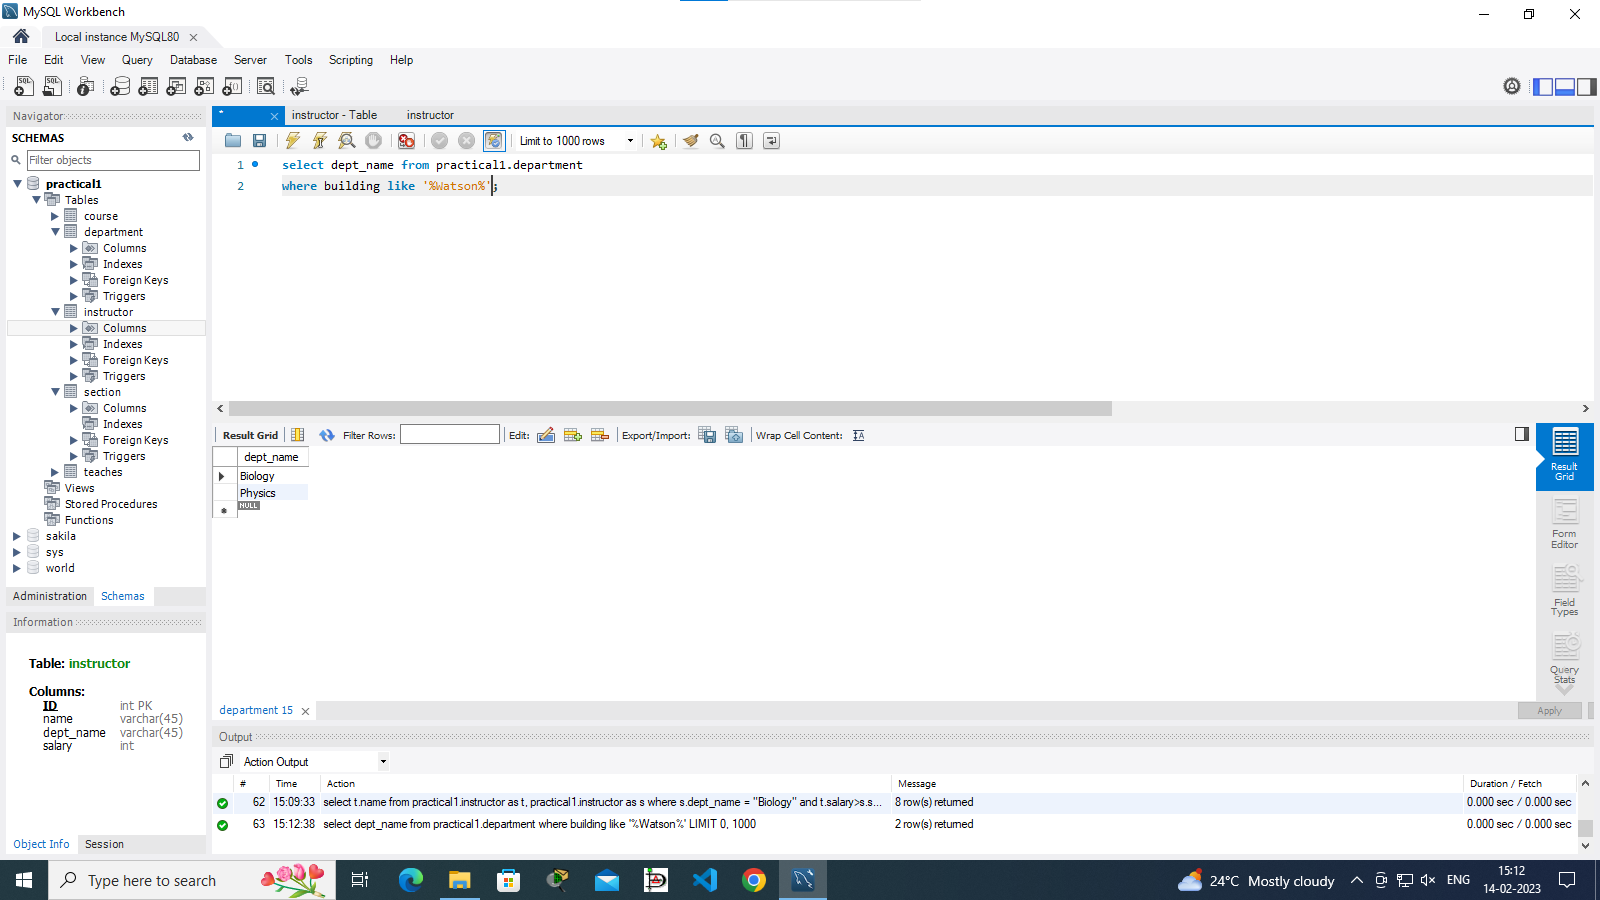 MySQL Workbench
Local instance MySQL80
File Edit View Query Database Server Tools Scripting Help
Navigator
SCHEMAS
Filter objects
practical1
Tables
course
department
Columns
Indexes
Foreign Keys
Triggers
instructor
Columns
Indexes
Foreign Keys
Triggers
section
Columns
Indexes
Foreign Keys
Triggers
teaches
Views
Stored Procedures
Functions
sakila
sys
world
Administration Schemas
Information
Table: instructor
Columns:
ID int PK
name varchar(45)
dept_name varchar(45)
salary int
Object Info Session
* instructor - Table instructor
Limit to 1000 rows
1 select dept_name from practical1.department
2 where building like '%Watson%';
Result Grid Filter Rows: Edit: Export/Import: Wrap Cell Content:
dept_name
Biology
Physics
NULL
Result
Grid
Form
Editor
Field
Types
Query
Stats
department 15 Apply
Output
Action Output
# Time Action Message Duration / Fetch
62 15:09:33 select t.name from practical1.instructor as t, practical1.instructor as s where s.dept_name = "Biology" and t.salary>s.s... 8 row(s) returned 0.000 sec / 0.000 sec
63 15:12:38 select dept_name from practical1.department where building like '%Watson%' LIMIT 0, 1000 2 row(s) returned 0.000 sec / 0.000 sec
Type here to search 24°C Mostly cloudy ENG 15:12
14-02-2023